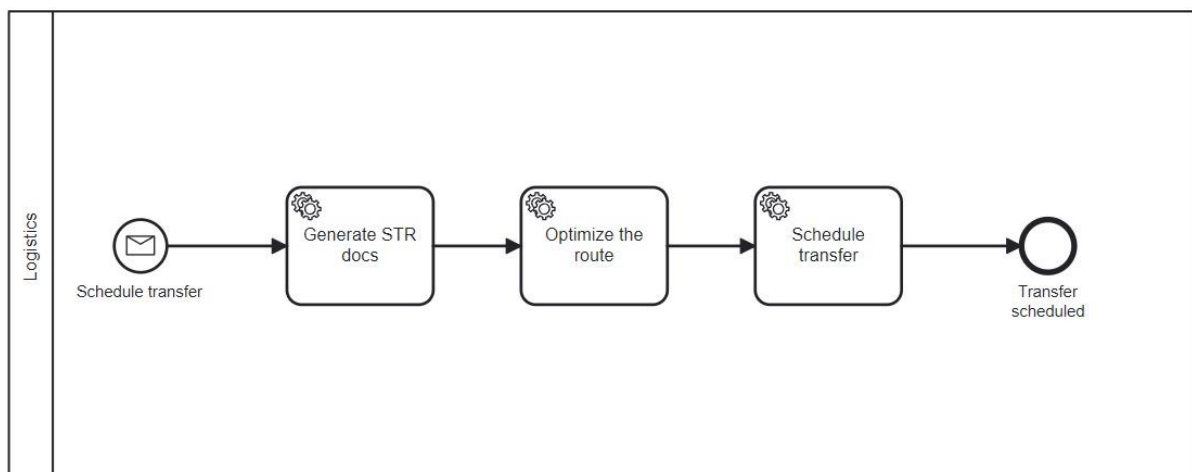 Logistics
Schedule transfer
Generate STR
docs
Optimize the
route
Schedule
transfer
Transfer
scheduled